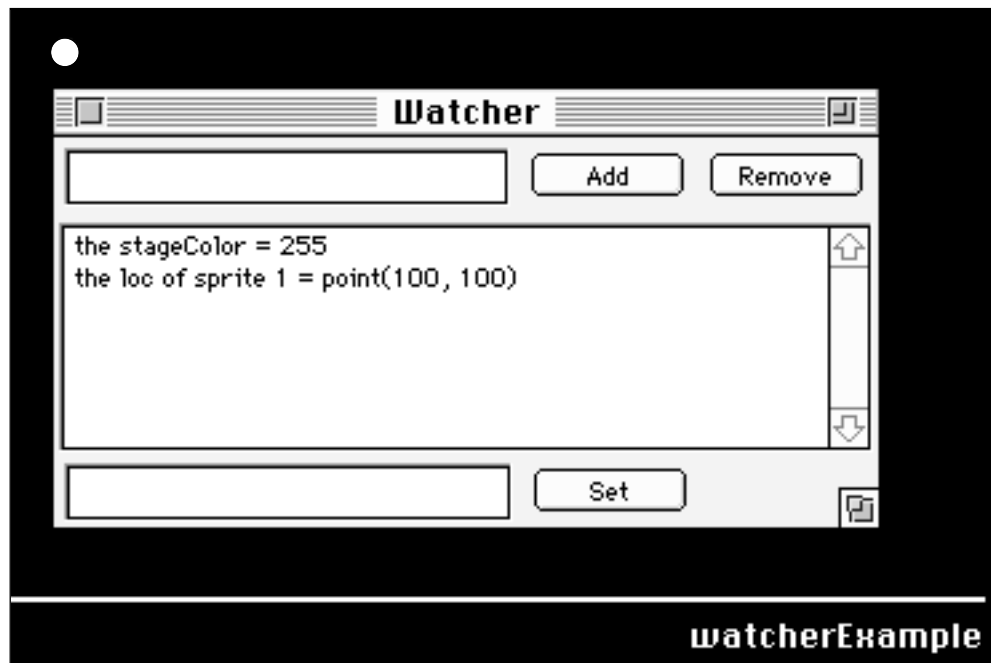 Watcher
Add
Remove
the stageColor = 255
the loc of sprite 1 = point(100, 100)
Set
watcherExample